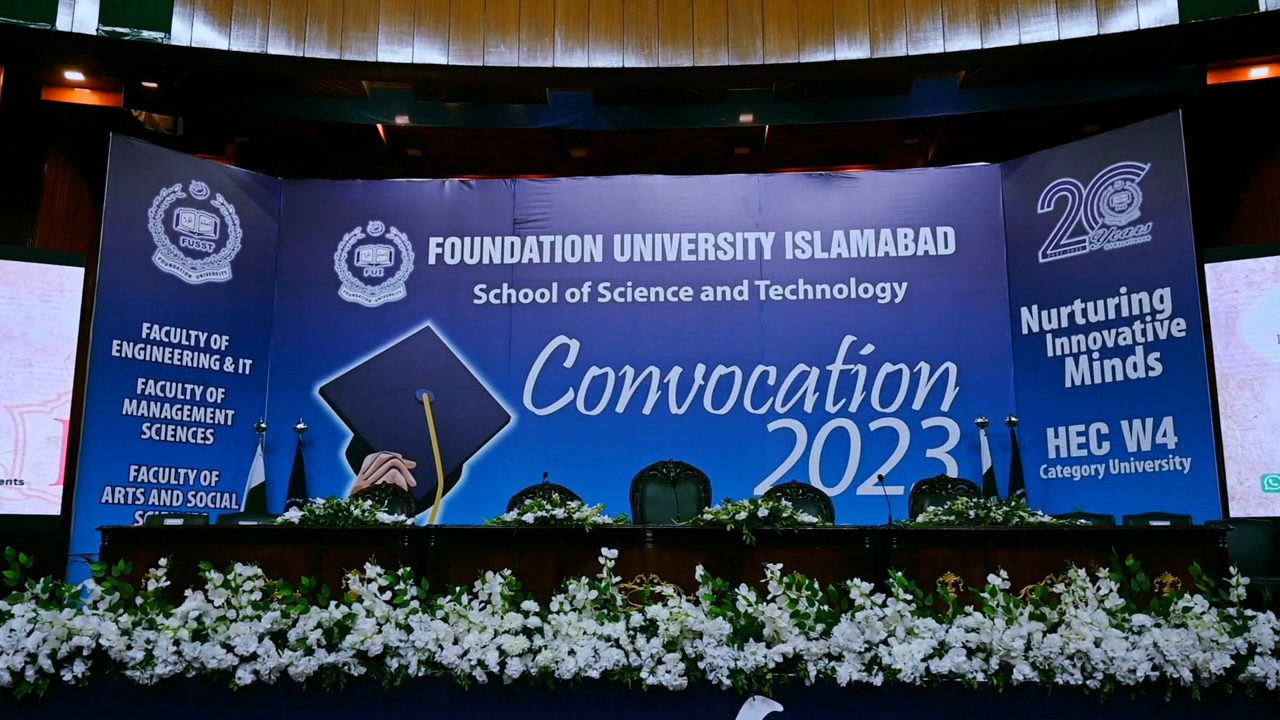 FUSST
FOUNDATION UNIVERSITY
FACULTY OF
ENGINEERING & IT
FACULTY OF
MANAGEMENT
SCIENCES
FACULTY OF
ARTS AND SOCIAL
FUI
FOUNDATION UNIVERSITY
FOUNDATION UNIVERSITY ISLAMABAD
School of Science and Technology
Convocation
2023
20
Years
Nurturing
Innovative
Minds
HEC W4
Category University